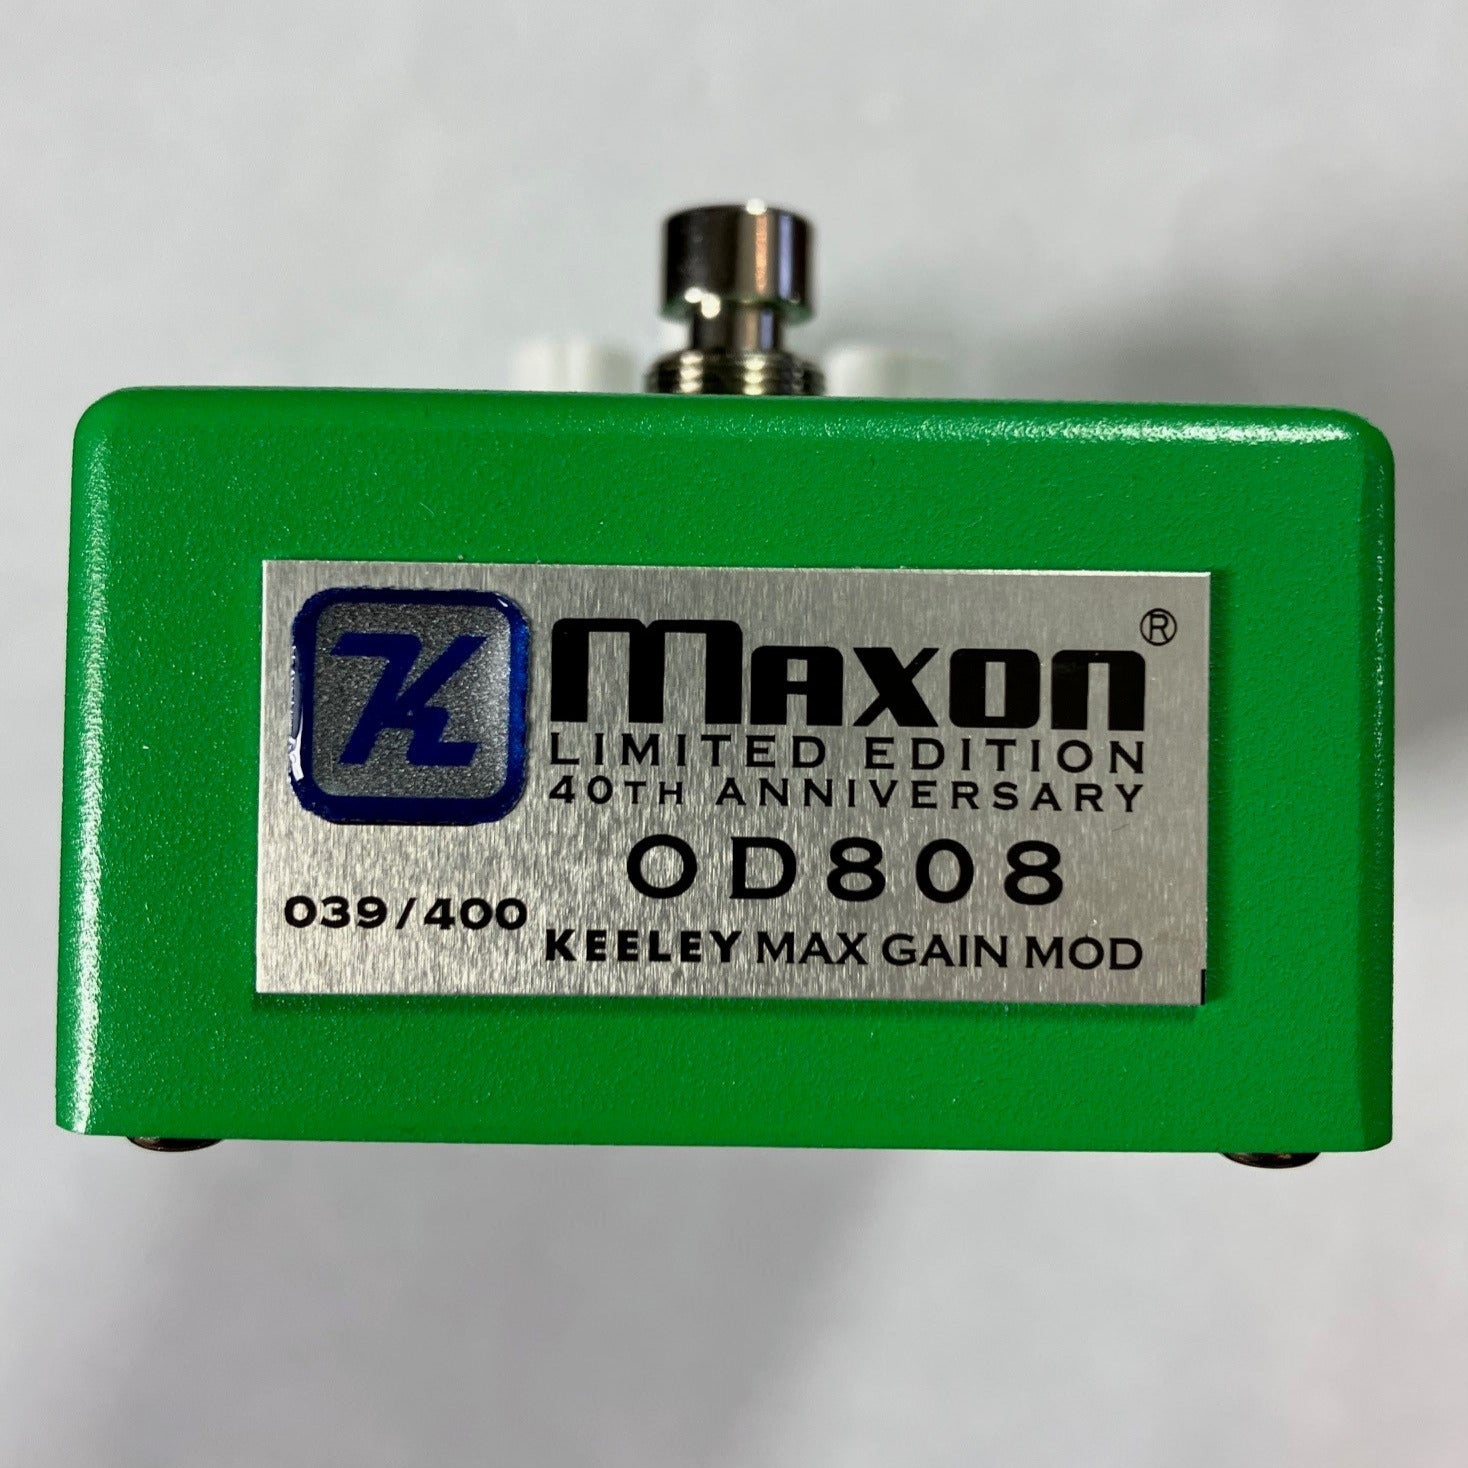 K
maxon®
LIMITED EDITION
40TH ANNIVERSARY
OD808
039/400
KEELEY MAX GAIN MOD